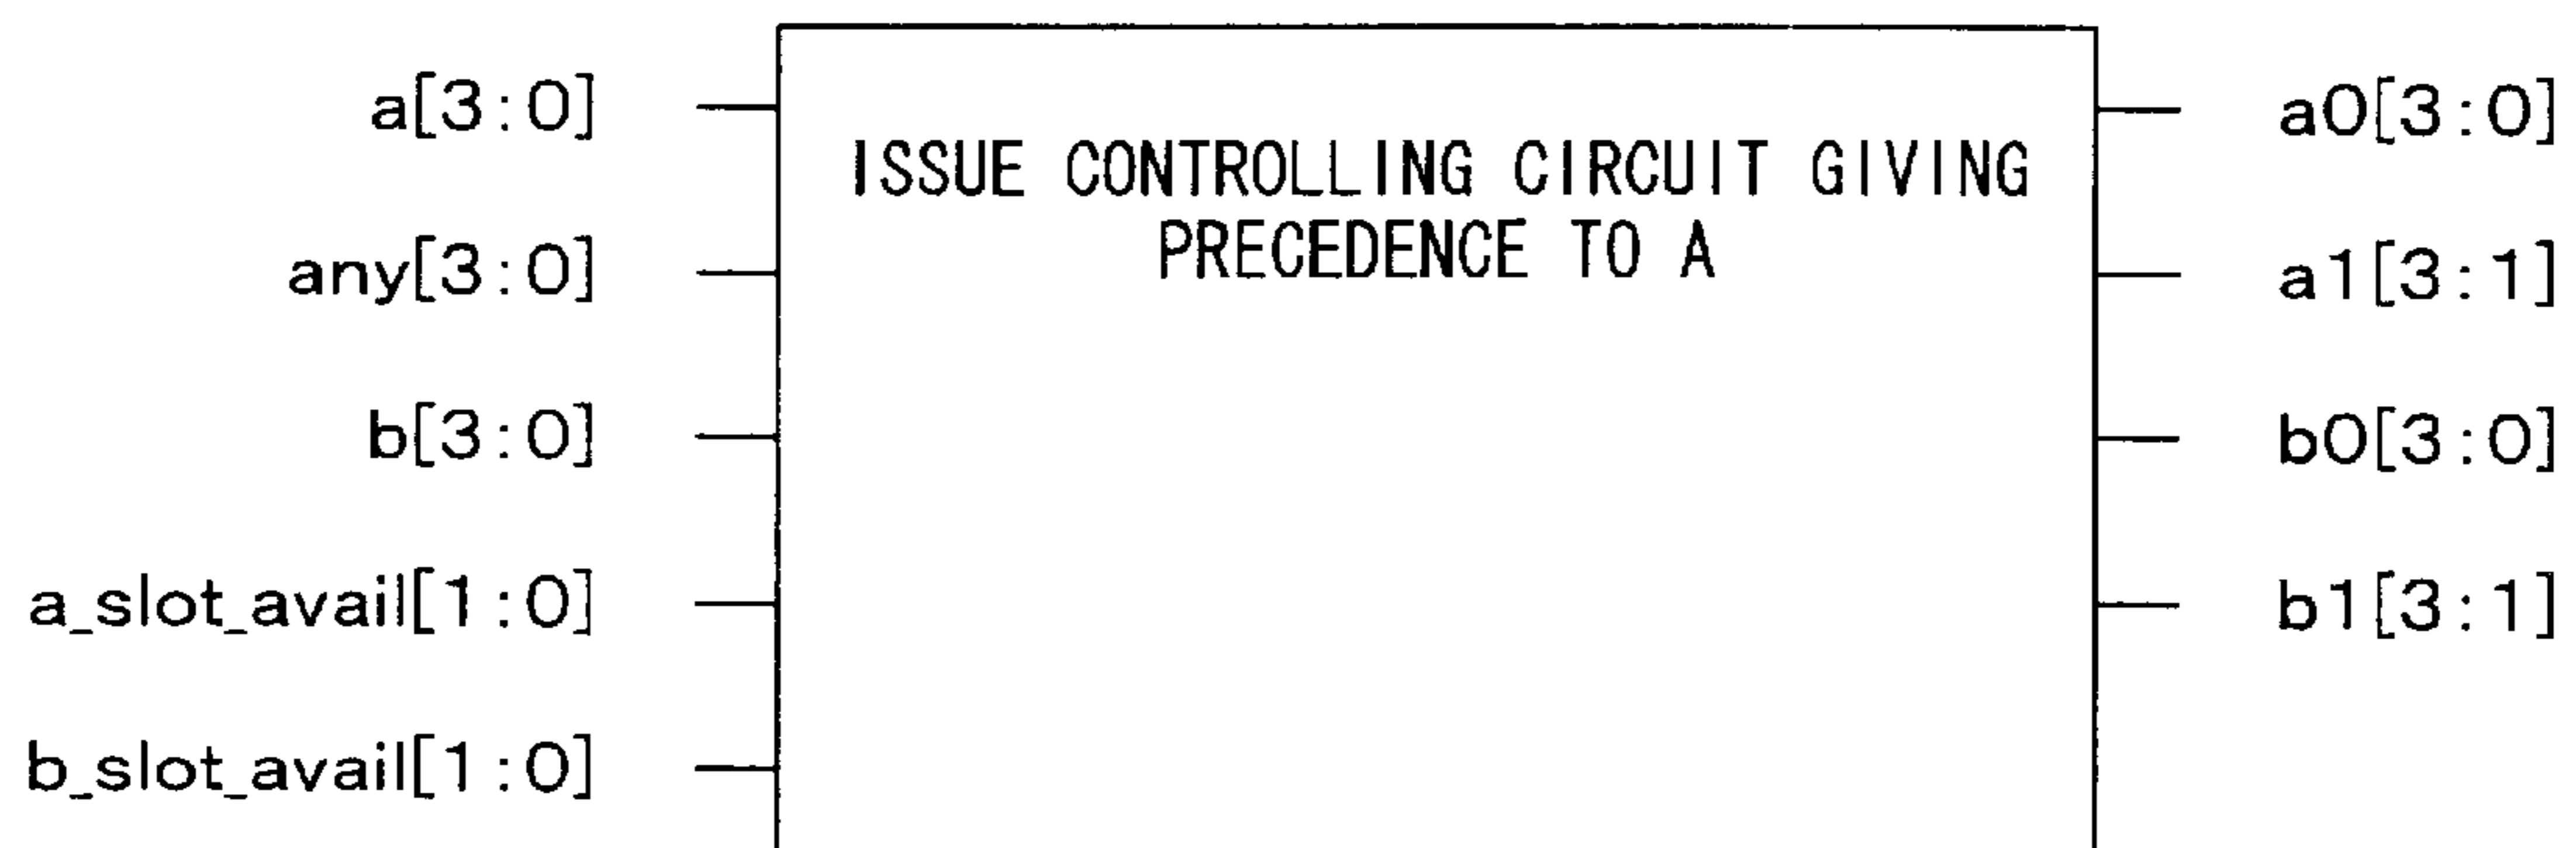 a[3:0]
any[3:0]
b[3:0]
a_slot_avail[1:0]
b_slot_avail[1:0]
ISSUE CONTROLLING CIRCUIT GIVING
PRECEDENCE TO A
a0[3:0]
a1[3:1]
b0[3:0]
b1[3:1]